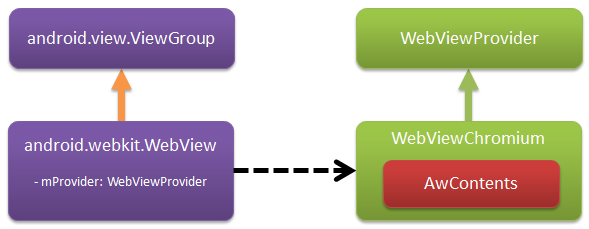 android.view.ViewGroup
WebViewProvider
android.webkit.WebView
- mProvider: WebViewProvider
WebViewChromium
AwContents